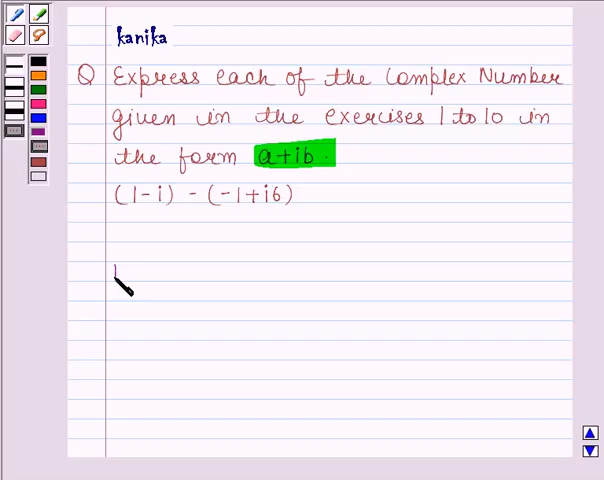 kanika
Q Express each of the Complex Number
given in the exercises 1 to 10 in
the form a+ib.
(1-i) - (-1+i6)